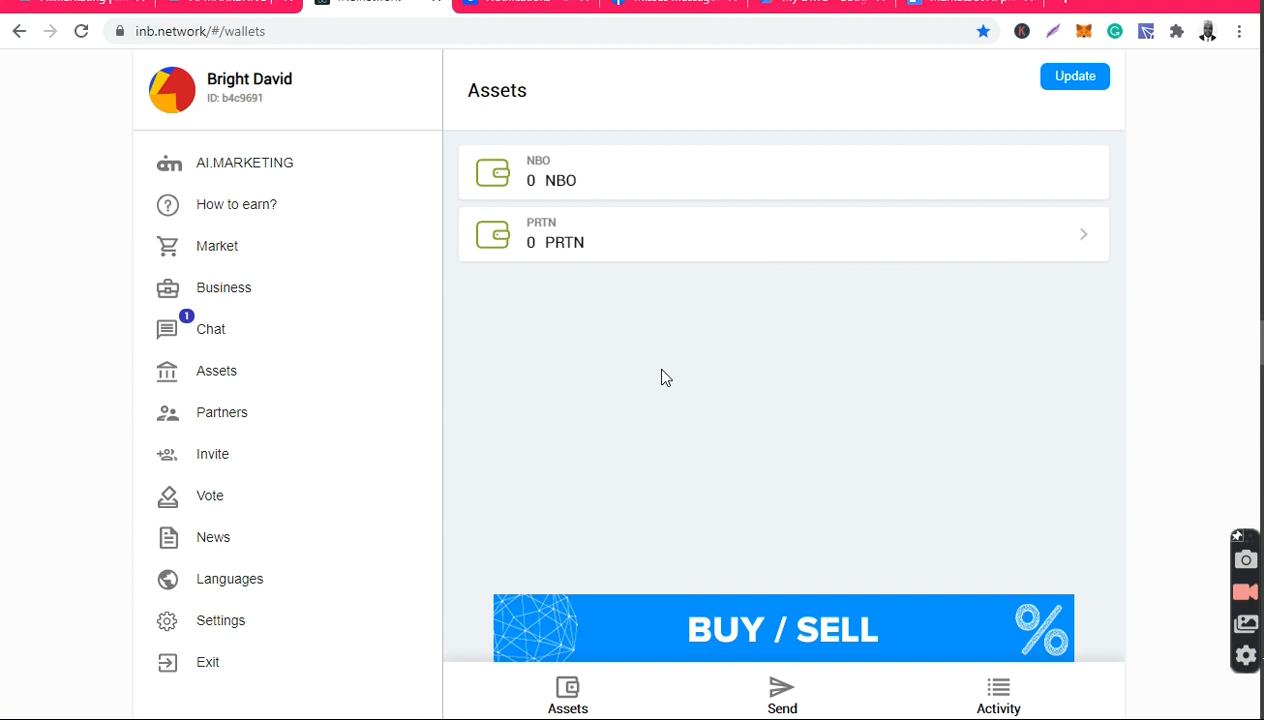 inb.network/#/wallets
Bright David
ID: b4c9691
AI.MARKETING
How to earn?
Market
Business
1
Chat
Assets
Partners
Invite
Vote
News
Languages
Settings
Exit
Assets
Update
NBO
0 NBO
PRTN
0 PRTN
BUY / SELL
%
Assets
Send
Activity